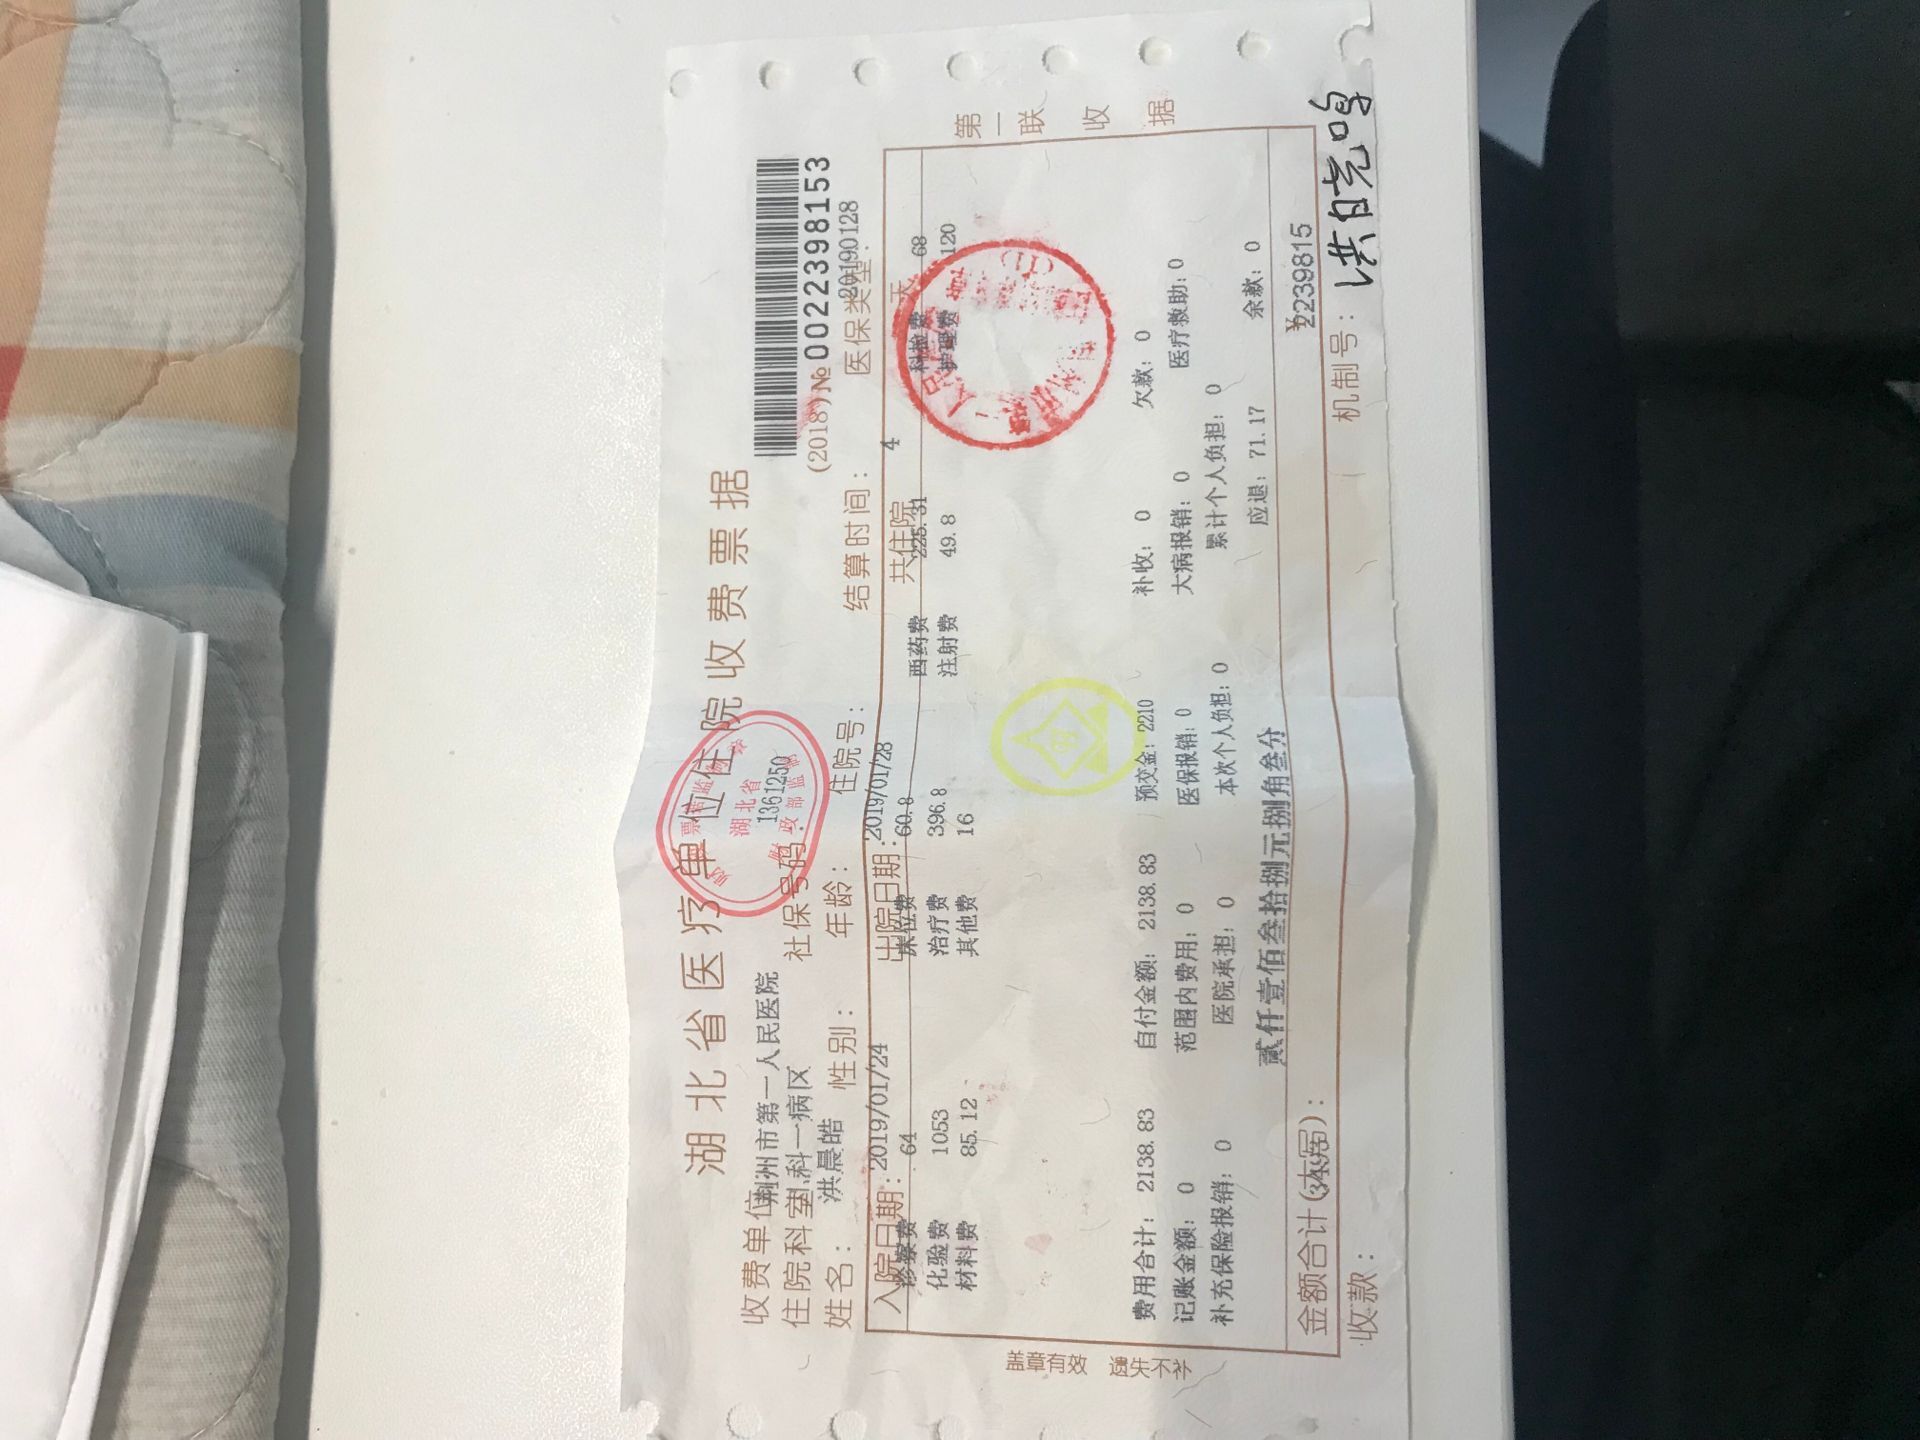 湖北省医疗单位住院收费票据
(2018)№ 0022398153
收费单位:荆州市第一人民医院 社保号码: 1361250
住院科室:儿科一病区 20190128
姓名: 洪晨皓 性别: 年龄: 住院号: 结算时间: 医保类型:
入院日期:2019/01/24 出院日期:2019/01/28 共住院 4 天
诊察费 64 床位费 60.8 西药费 225.31 科检费 68
化验费 1053 治疗费 396.8 注射费 49.8 护理费 120
材料费 85.12 其他费 16
费用合计: 2138.83 自付金额: 2138.83 预交金: 2210 补收: 0 欠款: 0
记账金额: 0 范围内费用: 0 医保报销: 0 大病报销: 0 医疗救助: 0
补充保险报销: 0 医院承担: 0 本次个人负担: 0 累计个人负担: 0
应退: 71.17 余款: 0
金额合计(大写): 贰仟壹佰叁拾捌元捌角叁分 ¥
2239815
收款: 机制号:
第一联 收据
盖章有效 遗失不补
湖北省